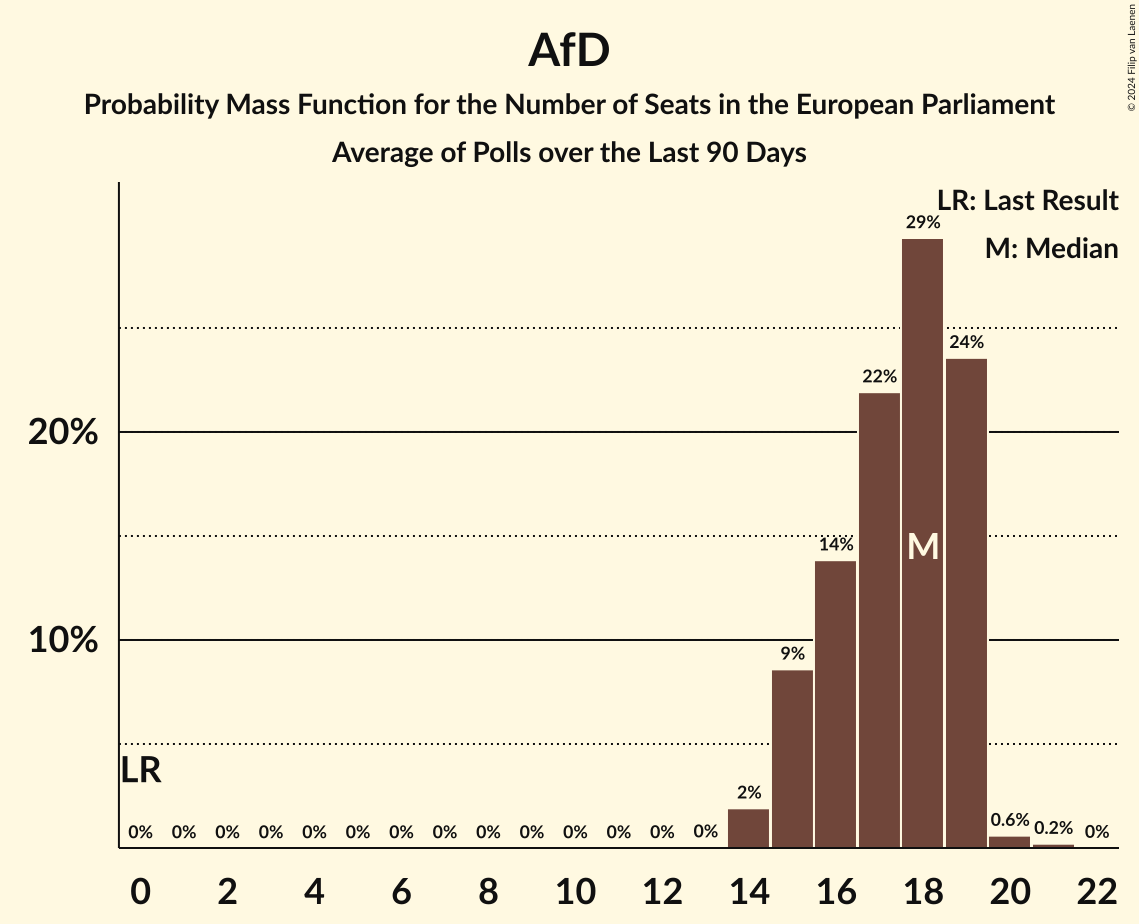 AfD
Probability Mass Function for the Number of Seats in the European Parliament
Average of Polls over the Last 90 Days
© 2024 Filip van Laenen
LR: Last Result
M: Median
29%
24%
22%
20%
M
14%
10%
9%
LR
2%
0% 0% 0% 0% 0% 0% 0% 0% 0% 0% 0% 0% 0% 0% 0.6% 0.2% 0%
0 2 4 6 8 10 12 14 16 18 20 22